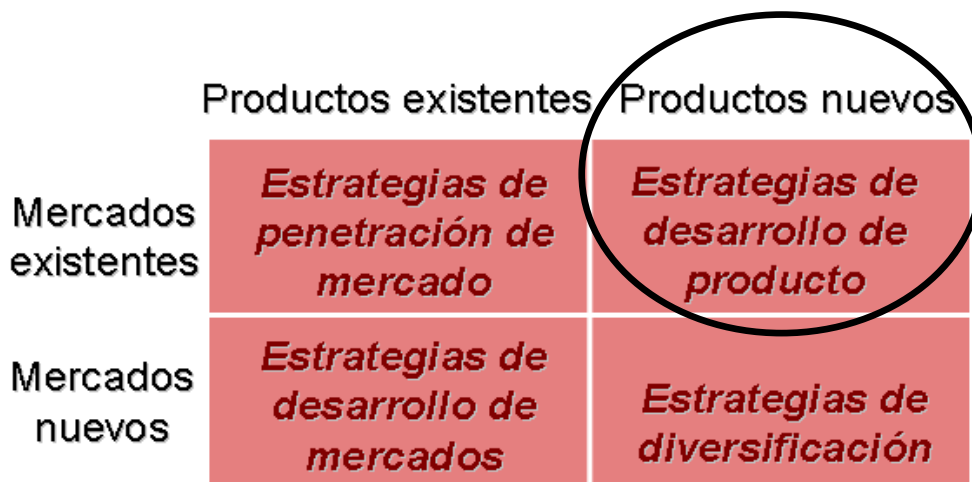 Productos existentes Productos nuevos
Mercados
existentes
Estrategias de
penetración de
mercado
Estrategias de
desarrollo de
producto
Mercados
nuevos
Estrategias de
desarrollo de
mercados
Estrategias de
diversificación